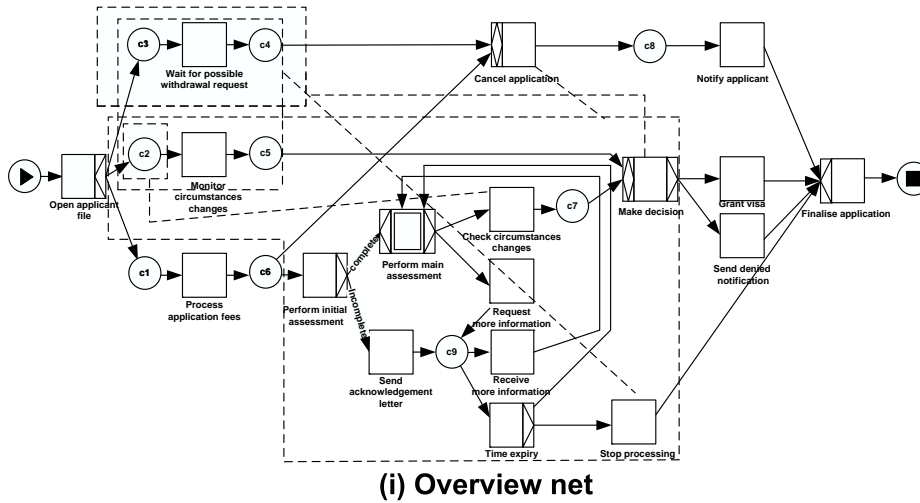 c3
c4
Wait for possible
withdrawal request
Cancel application
c8
Notify applicant
c2
c5
Open applicant
file
Monitor
circumstances
changes
Check circumstances
changes
c7
Make decision
Grant visa
Finalise application
Send denied
notification
c1
c6
Process
application fees
Perform initial
assessment
complete
Incomplete
Perform main
assessment
Request
more information
Send
acknowledgement
letter
c9
Receive
more information
Time expiry
Stop processing
(i) Overview net